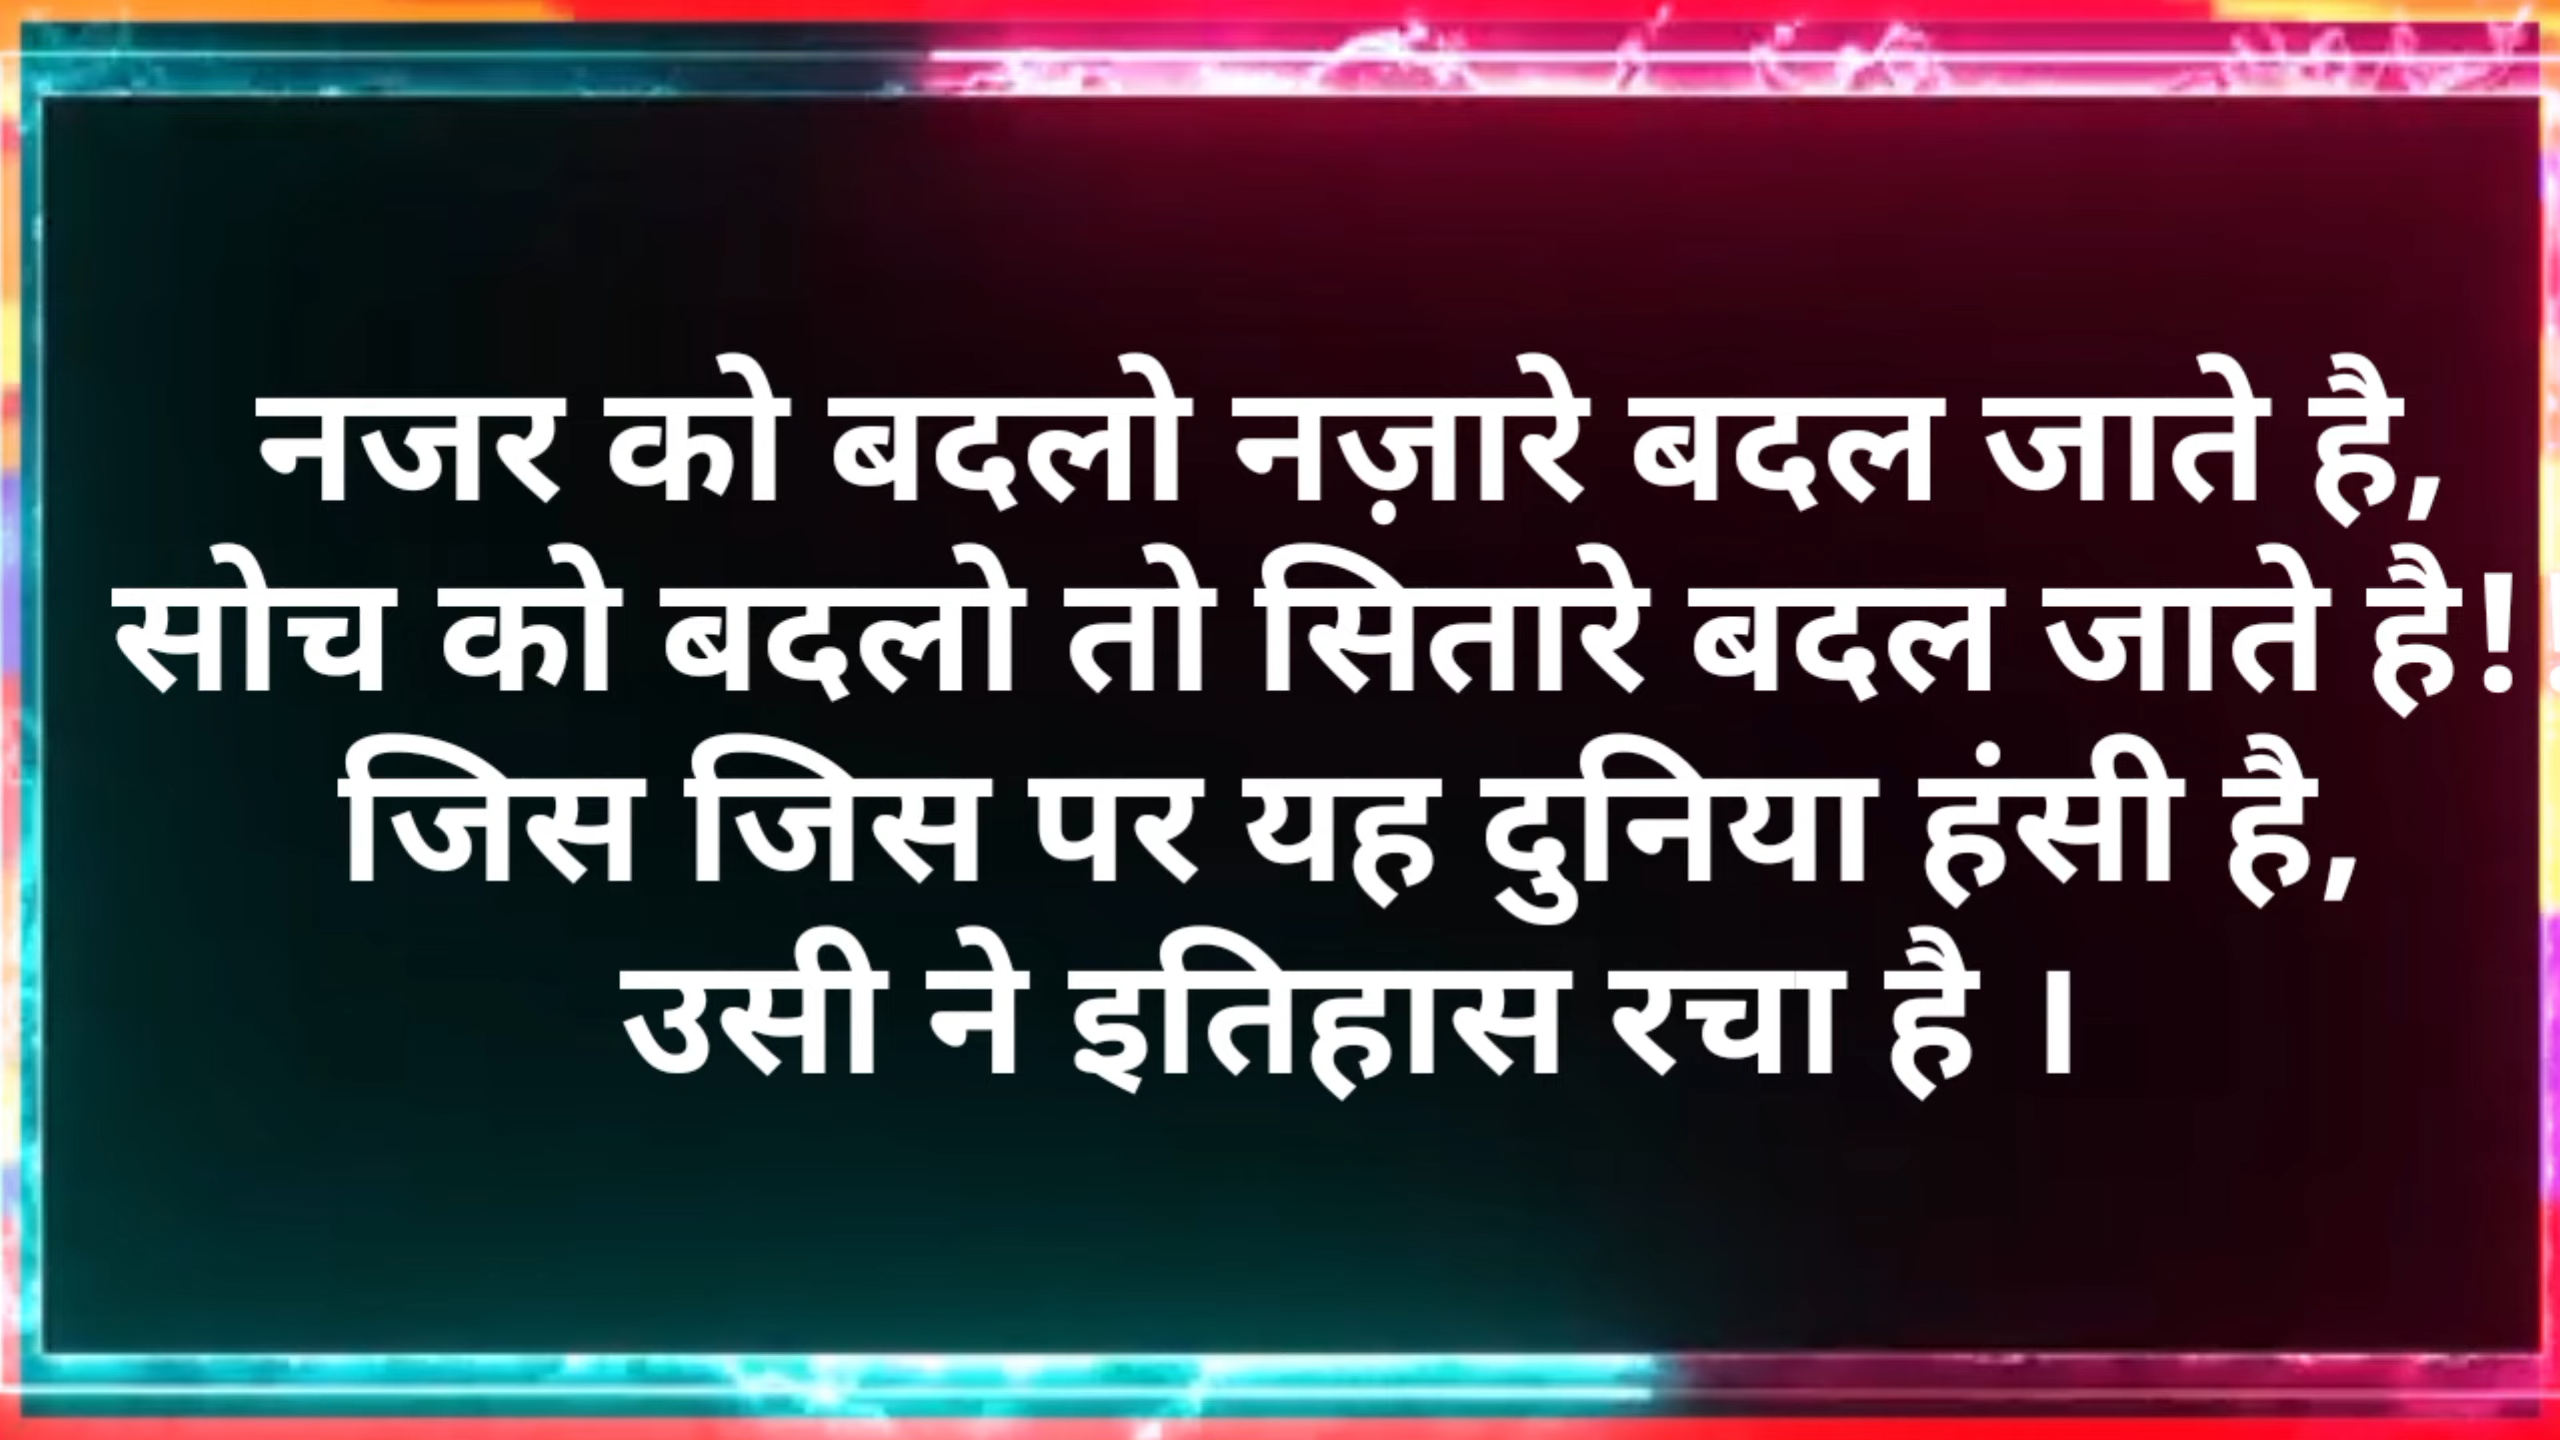 नजर को बदलो नज़ारे बदल जाते है,
सोच को बदलो तो सितारे बदल जाते है!!
जिस जिस पर यह दुनिया हंसी है,
उसी ने इतिहास रचा है ।